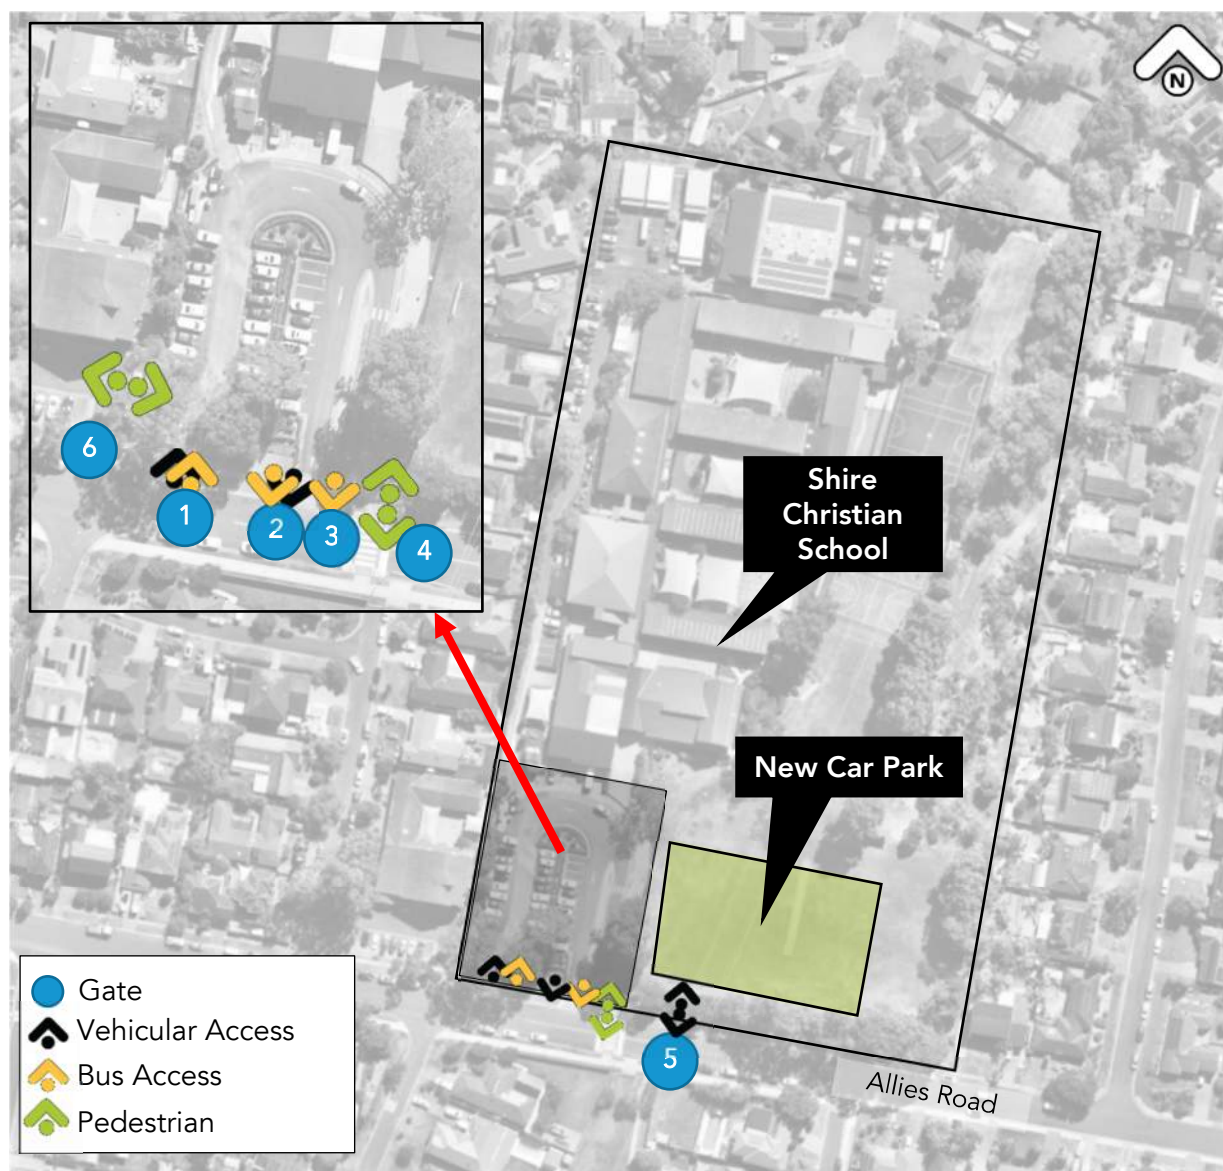 N
6
1
2
3
4
Shire
Christian
School
New Car Park
Gate
Vehicular Access
Bus Access
Pedestrian
5
Allies Road